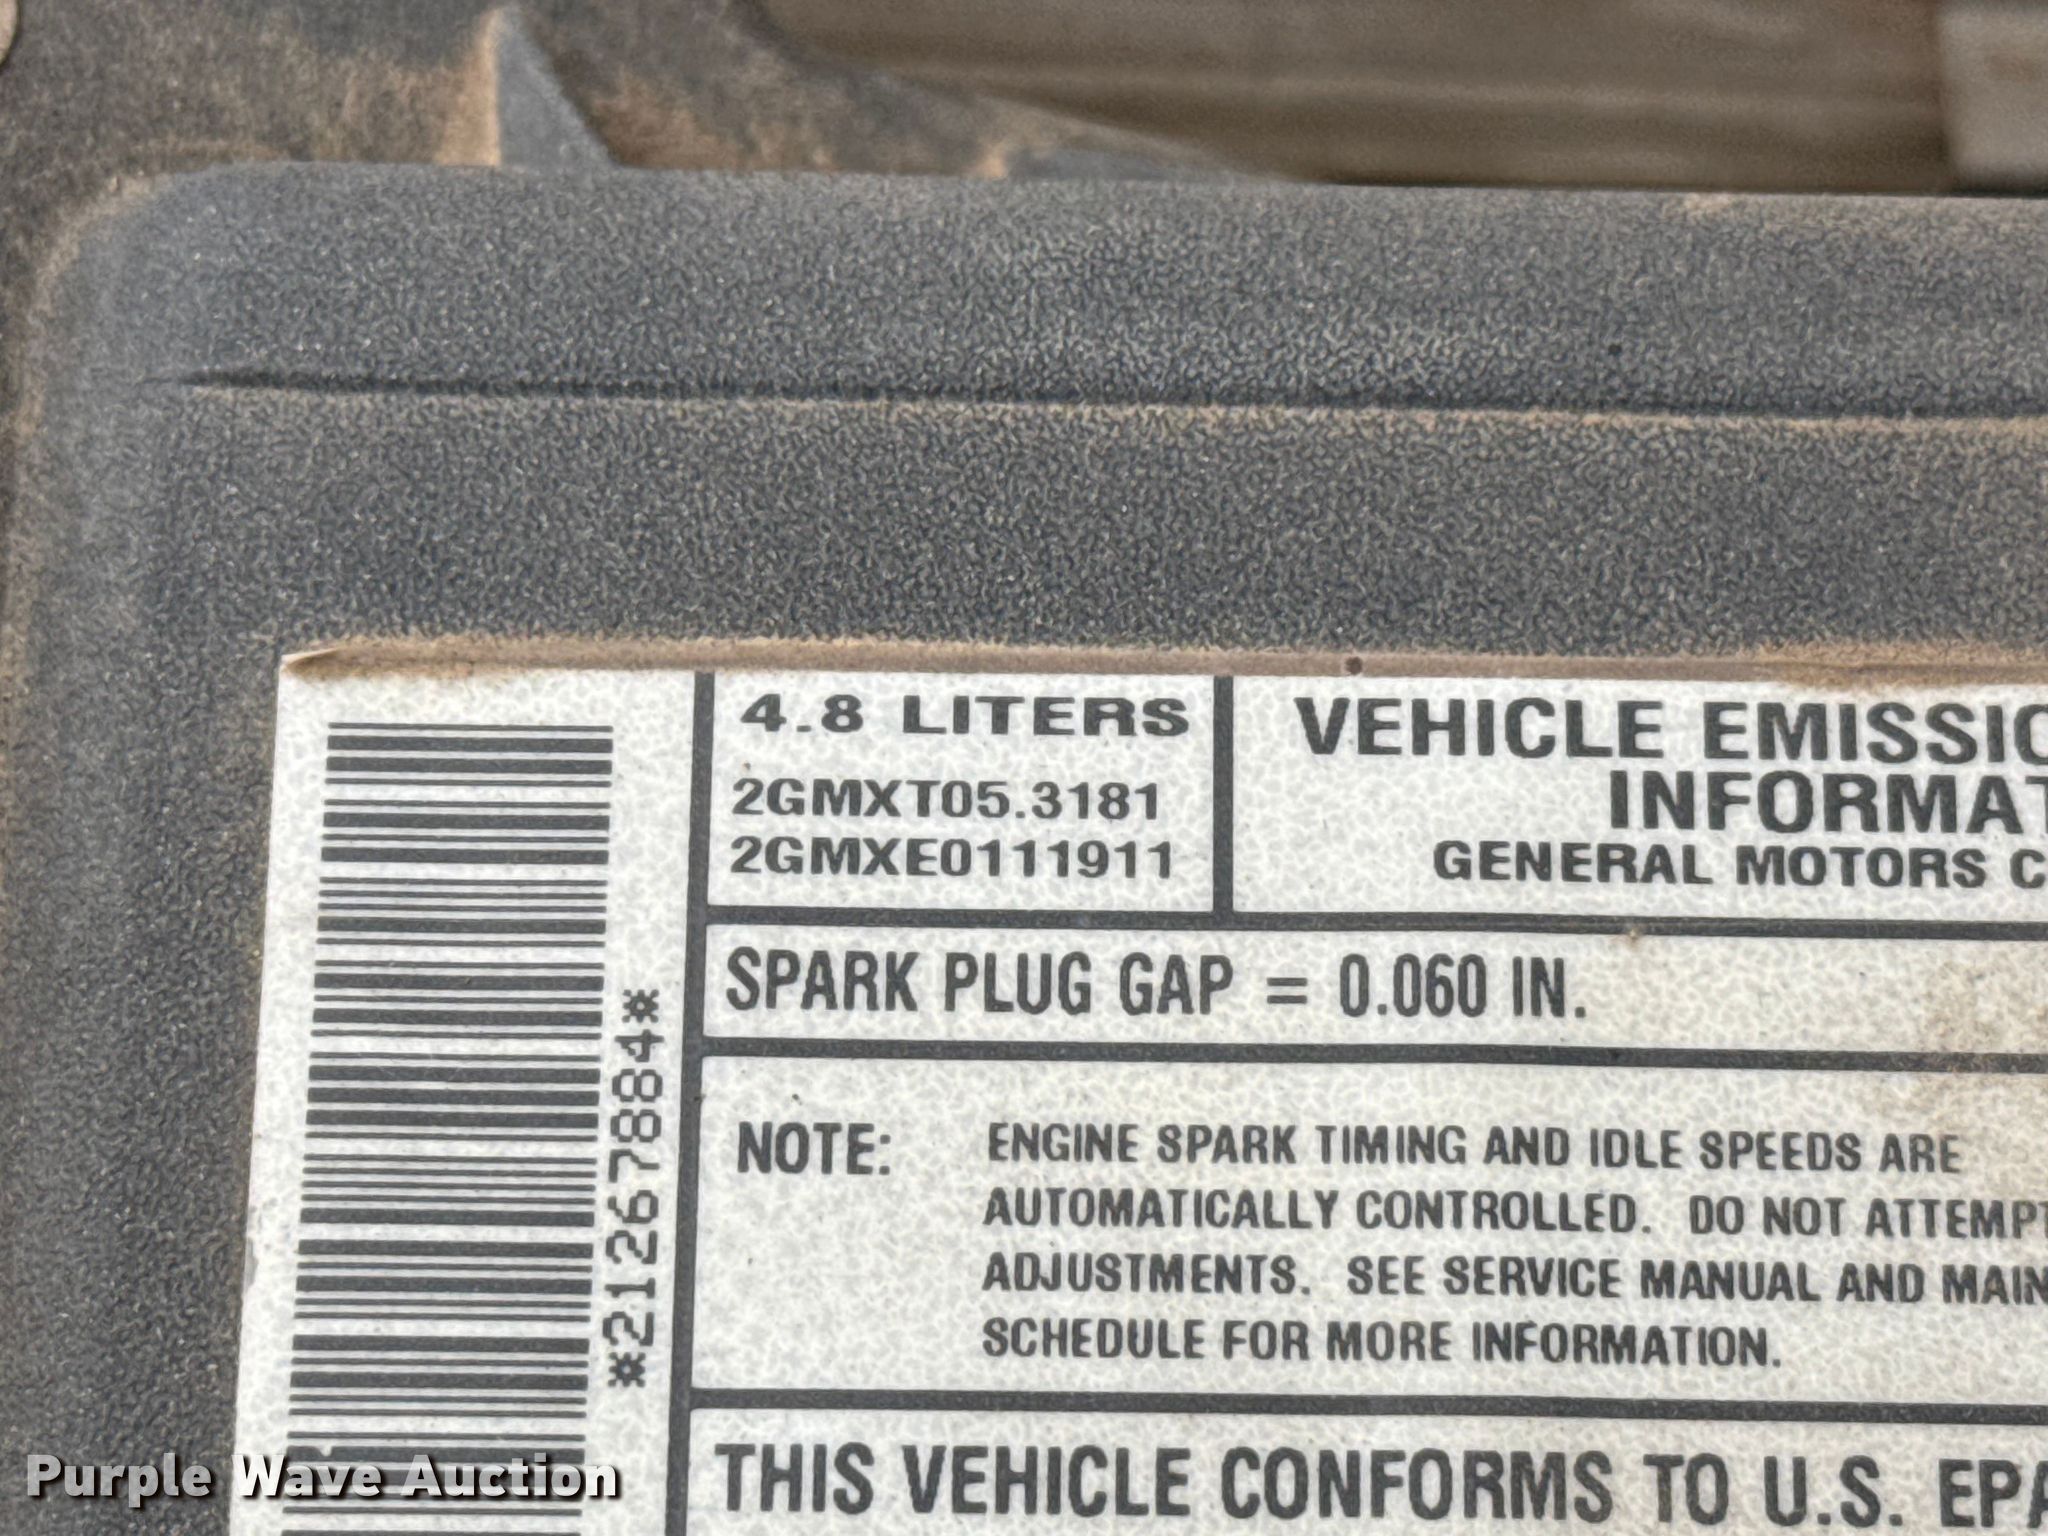 4.8 LITERS
2GMXT05.3181
2GMXE0111911
VEHICLE
INFORMAT
GENERAL MOTORS C
SPARK PLUG GAP = 0.060 IN.
*21267884*
NOTE: ENGINE SPARK TIMING AND IDLE SPEEDS ARE
AUTOMATICALLY CONTROLLED. DO NOT ATTEMPT
ADJUSTMENTS. SEE SERVICE MANUAL AND MAIN
SCHEDULE FOR MORE INFORMATION.
THIS VEHICLE CONFORMS TO U.S. EPA
Purple Wave Auction